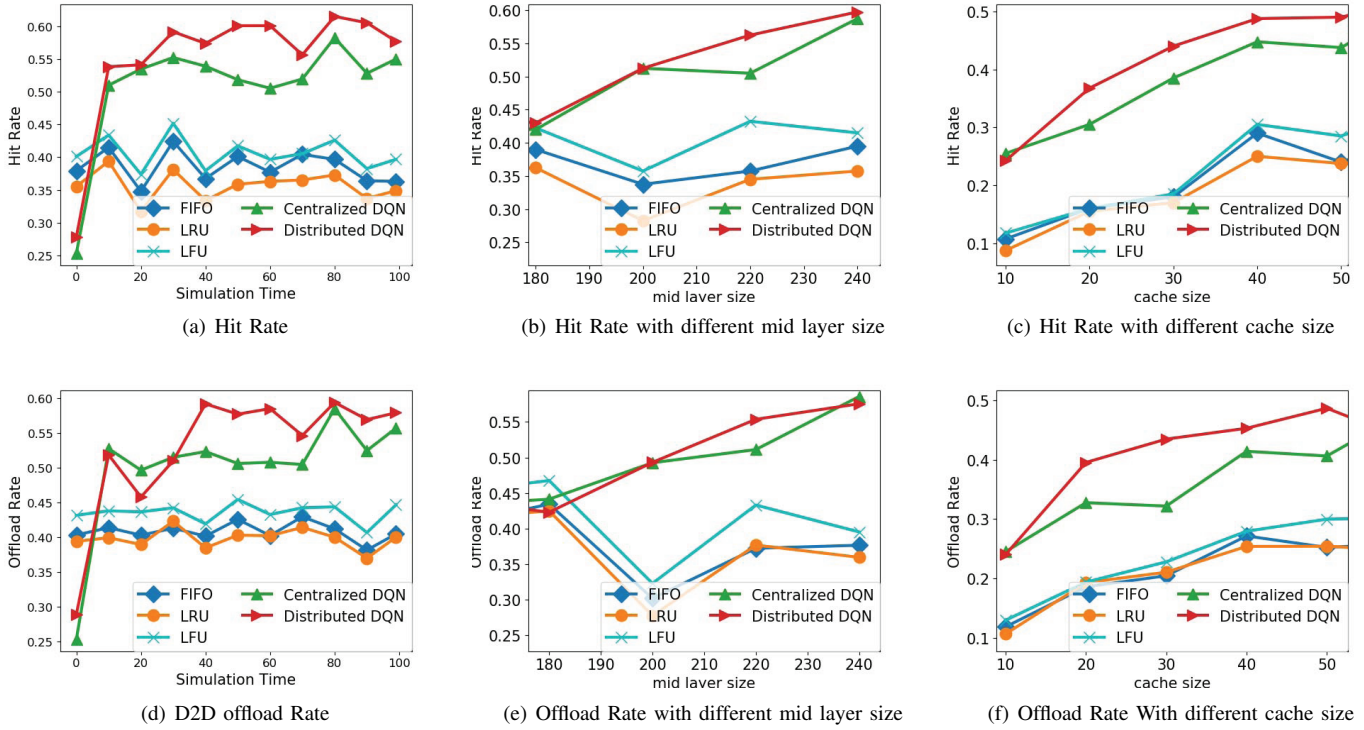 Hit Rate
0.60
0.55
0.50
0.45
0.40
0.35
0.30
0.25
FIFO
LRU
LFU
Centralized DQN
Distributed DQN
0 20 40 60 80 100
Simulation Time
(a) Hit Rate
Hit Rate
0.60
0.55
0.50
0.45
0.40
0.35
0.30
0.25
FIFO
LRU
LFU
Centralized DQN
Distributed DQN
180 190 200 210 220 230 240
mid laver size
(b) Hit Rate with different mid layer size
Hit Rate
0.5
0.4
0.3
0.2
0.1
FIFO
LRU
LFU
Centralized DQN
Distributed DQN
10 20 30 40 50
cache size
(c) Hit Rate with different cache size
Offload Rate
0.60
0.55
0.50
0.45
0.40
0.35
0.30
0.25
FIFO
LRU
LFU
Centralized DQN
Distributed DQN
0 20 40 60 80 100
Simulation Time
(d) D2D offload Rate
Offload Rate
0.55
0.50
0.45
0.40
0.35
0.30
0.25
FIFO
LRU
LFU
Centralized DQN
Distributed DQN
180 190 200 210 220 230 240
mid laver size
(e) Offload Rate with different mid layer size
Offload Rate
0.5
0.4
0.3
0.2
0.1
FIFO
LRU
LFU
Centralized DQN
Distributed DQN
10 20 30 40 50
cache size
(f) Offload Rate With different cache size